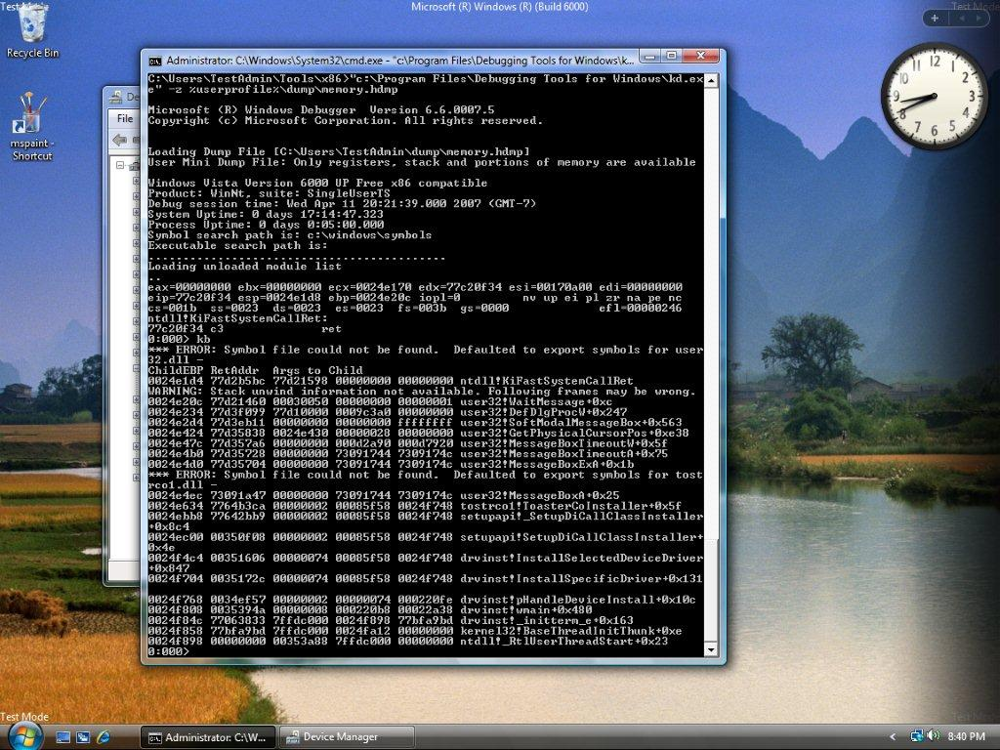 Test Mode
Microsoft (R) Windows (R) (Build 6000)
Test Mode
Recycle Bin
mspaint - Shortcut
De
File
Administrator: C:\Windows\System32\cmd.exe - "c:\Program Files\Debugging Tools for Windows\k...
C:\Users\TestAdmin\Tools\x86>"c:\Program Files\Debugging Tools for Windows\kd.ex
e" -z %userprofile%\dump\memory.hdmp
Microsoft (R) Windows Debugger  Version 6.6.0007.5
Copyright (c) Microsoft Corporation. All rights reserved.
Loading Dump File [C:\Users\TestAdmin\dump\memory.hdmp]
User Mini Dump File: Only registers, stack and portions of memory are available
Windows Vista Version 6000 UP Free x86 compatible
Product: WinNt, suite: SingleUserTS
Debug session time: Wed Apr 11 20:21:39.000 2007 (GMT-7)
System Uptime: 0 days 17:14:47.323
Process Uptime: 0 days 0:05:00.000
Symbol search path is: c:\windows\symbols
Executable search path is:
.............................................
Loading unloaded module list
..
eax=00000000 ebx=00000000 ecx=0024e170 edx=77c20f34 esi=00170a00 edi=00000000
eip=77c20f34 esp=0024e1d8 ebp=0024e20c iopl=0         nv up ei pl zr na pe nc
cs=001b  ss=0023  ds=0023  es=0023  fs=003b  gs=0000             efl=00000246
ntdll!KiFastSystemCallRet:
77c20f34 c3              ret
0:000> kb
*** ERROR: Symbol file could not be found.  Defaulted to export symbols for user
32.dll -
ChildEBP RetAddr  Args to Child
0024e1d4 77d2b5bc 77d21598 00000000 00000000 ntdll!KiFastSystemCallRet
WARNING: Stack unwind information not available. Following frames may be wrong.
0024e20c 77d21460 00030050 00000000 00000001 user32!WaitMessage+0xc
0024e234 77d3f099 77d10000 0009c3a0 00000000 user32!DefDlgProcW+0x247
0024e2d4 77d3eb11 00000000 00000000 ffffffff user32!SoftModalMessageBox+0x563
0024e424 77d35838 0024e430 00000028 00000000 user32!GetPhysicalCursorPos+0xe38
0024e47c 77d357a6 00000000 000d2a90 000d7920 user32!MessageBoxTimeoutW+0x5f
0024e4b0 77d35728 00000000 73091744 7309174c user32!MessageBoxTimeoutA+0x75
0024e4d0 77d35704 00000000 73091744 7309174c user32!MessageBoxExA+0x1b
*** ERROR: Symbol file could not be found.  Defaulted to export symbols for tost
rco1.dll -
0024e4ec 73091a47 00000000 73091744 7309174c user32!MessageBoxA+0x25
0024e634 7764b3ca 00000002 00085f58 0024f748 tostrco1!ToasterCoInstaller+0x5f
0024ebb8 77642bb9 00000002 00085f58 0024f748 setupapi!_SetupDiCallClassInstaller
+0x8c4
0024ec00 00350f08 00000002 00085f58 0024f748 setupapi!SetupDiCallClassInstaller+
0x4e
0024f4c4 00351606 00000074 00085f58 0024f748 drvinst!InstallSelectedDeviceDriver
+0x847
0024f704 0035172c 00000074 00085f58 0024f748 drvinst!InstallSpecificDriver+0x131
0024f768 0034ef57 00000002 00000074 000220fe drvinst!pHandleDeviceInstall+0x10c
0024f808 0035394a 00000008 000220b8 00022a38 drvinst!wmain+0x480
0024f84c 77063833 7ffdc000 0024f898 77bfa9bd drvinst!_initterm_e+0x163
0024f858 77bfa9bd 7ffdc000 0024fa12 00000000 kernel32!BaseThreadInitThunk+0xe
0024f898 00000000 00353a88 7ffdc000 00000000 ntdll!_RtlUserThreadStart+0x23
0:000>
12
1
2
3
4
5
6
7
8
9
10
11
Test Mode
Test Mode
Administrator: C:\W...
Device Manager
8:40 PM